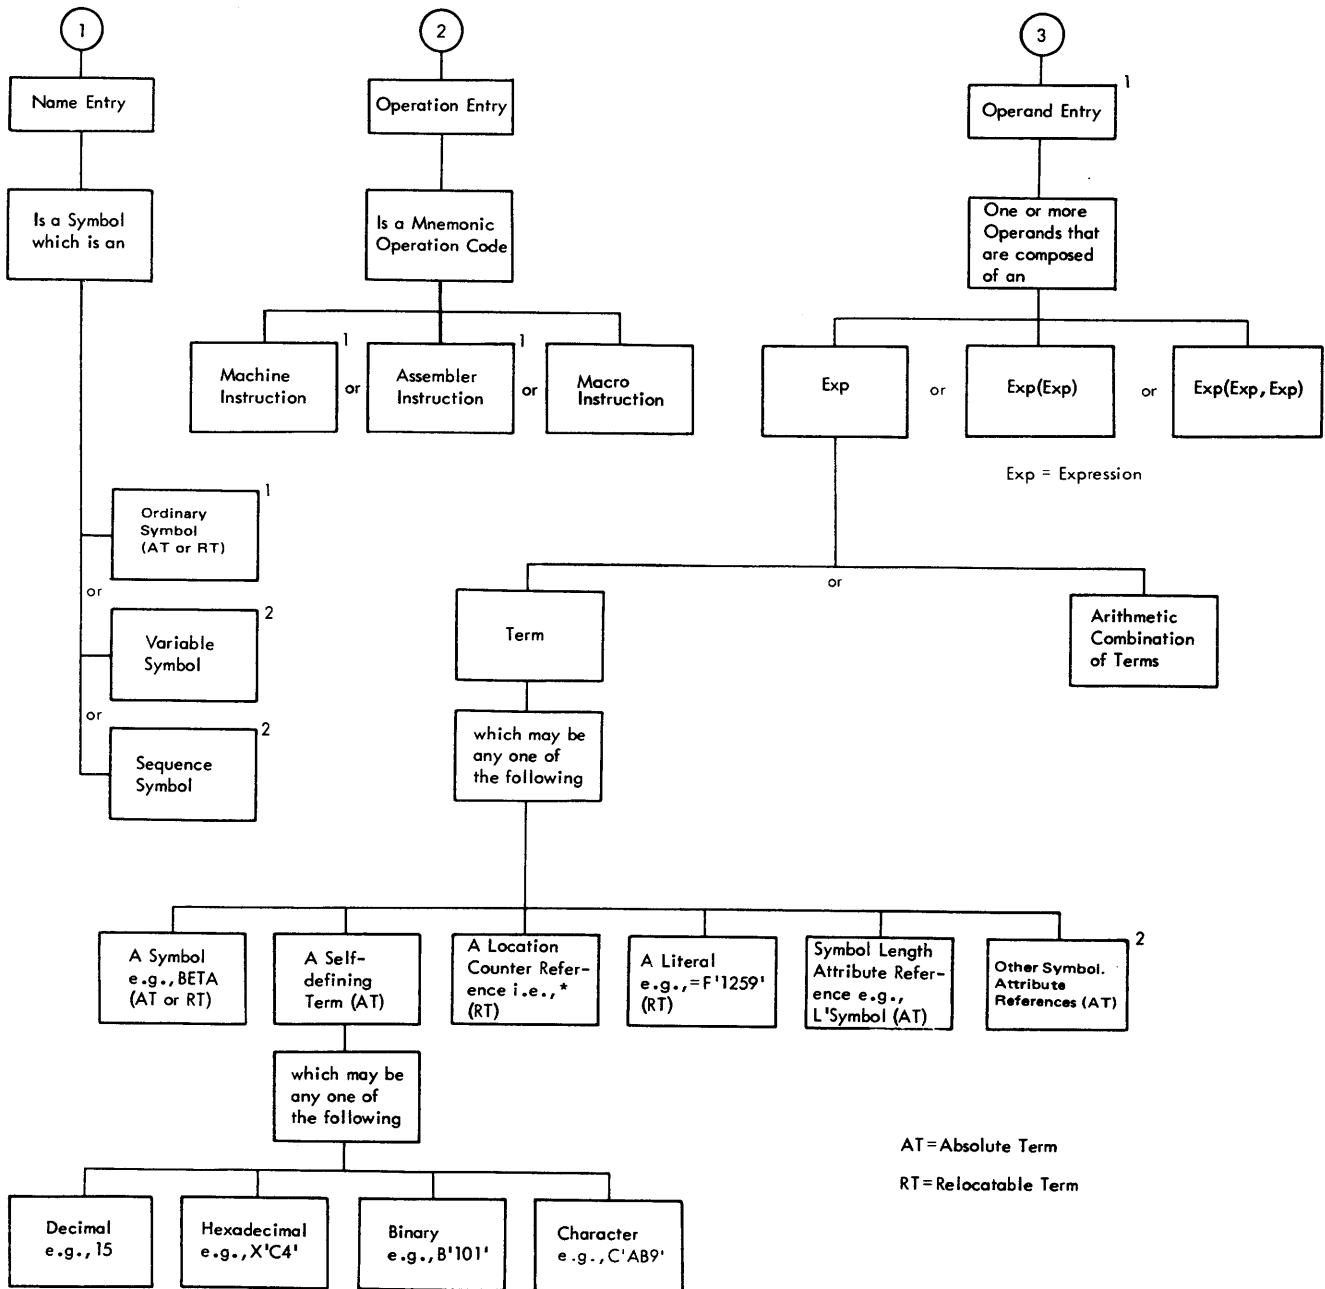 1
Name Entry
Is a Symbol
which is an
1
Ordinary
Symbol
(AT or RT)
or
2
Variable
Symbol
or
2
Sequence
Symbol
2
Operation Entry
Is a Mnemonic
Operation Code
1
Machine
Instruction
or
1
Assembler
Instruction
or
Macro
Instruction
3
1
Operand Entry
One or more
Operands that
are composed
of an
Exp
or
Exp(Exp)
or
Exp(Exp, Exp)
Exp = Expression
or
Term
Arithmetic
Combination
of Terms
which may be
any one of
the following
A Symbol
e.g., BETA
(AT or RT)
A Self-
defining
Term (AT)
A Location
Counter Refer-
ence i.e., *
(RT)
A Literal
e.g., =F'1259'
(RT)
Symbol Length
Attribute Refer-
ence e.g.,
L'Symbol (AT)
2
Other Symbol.
Attribute
References (AT)
which may be
any one of
the following
Decimal
e.g., 15
Hexadecimal
e.g., X'C4'
Binary
e.g., B'101'
Character
e.g., C'AB9'
AT=Absolute Term
RT=Relocatable Term